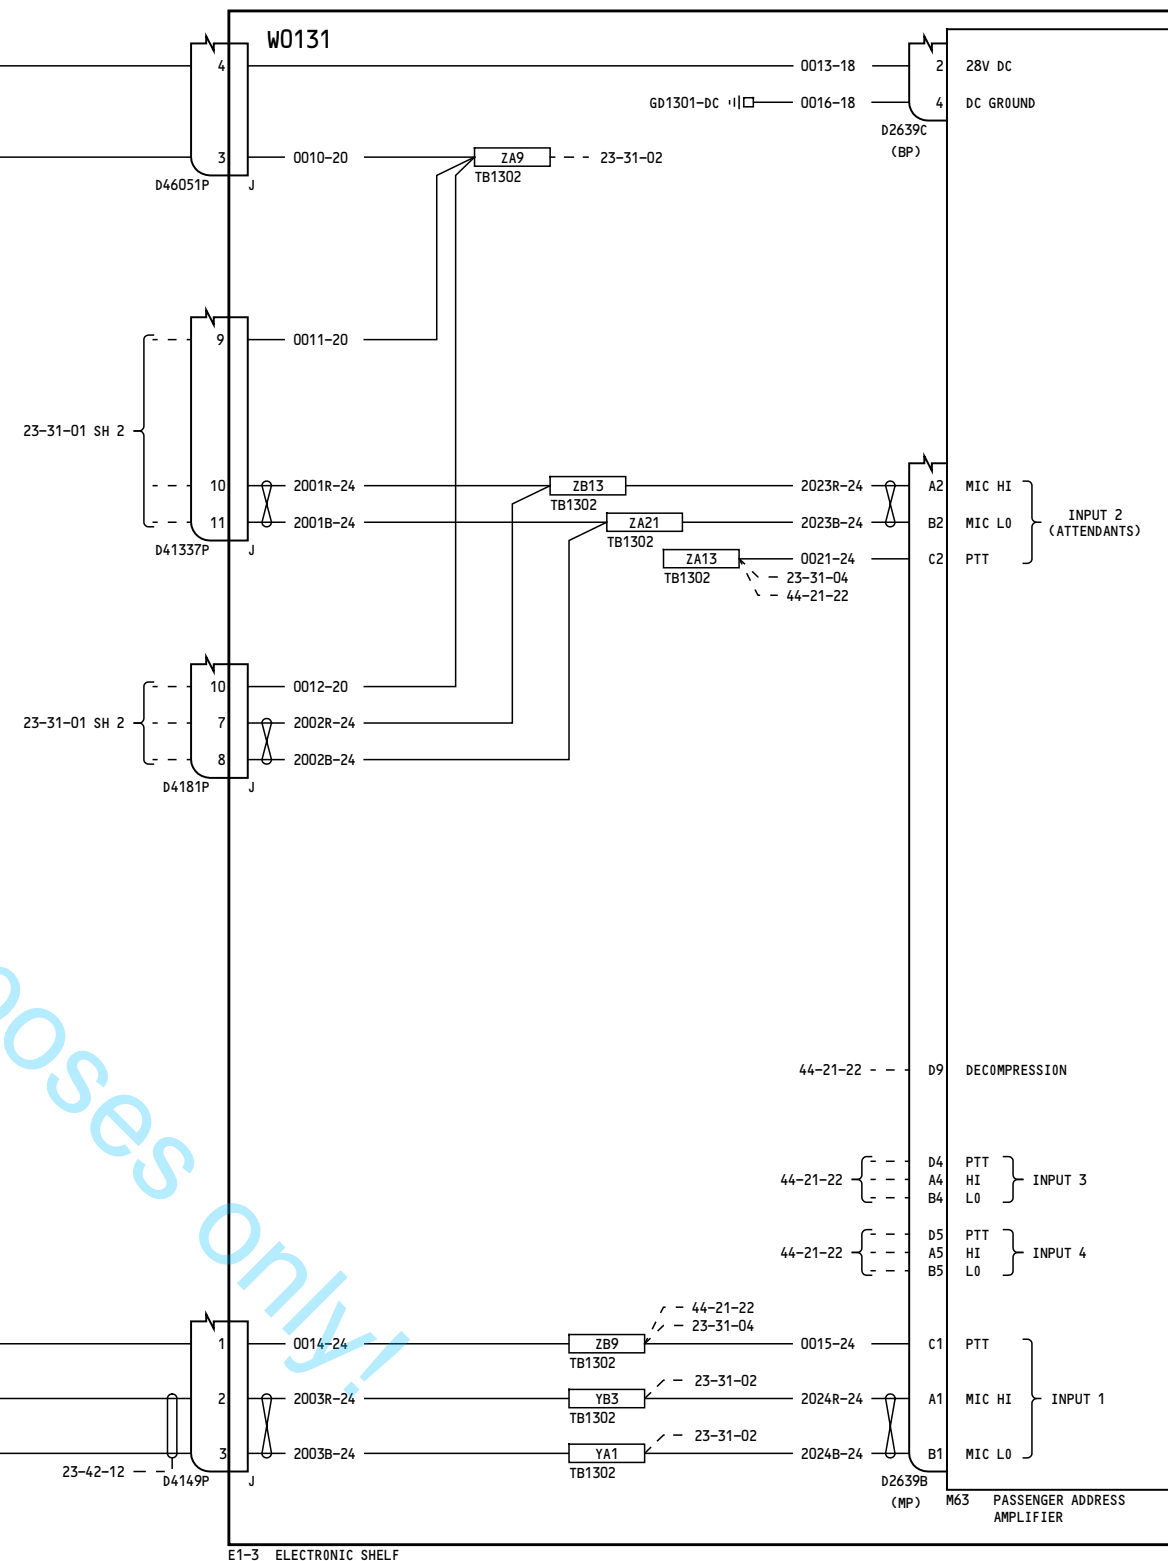 W0131
4 0013-18 2 28V DC
GD1301-DC 0016-18 4 DC GROUND
D2639C
(BP)
3 0010-20 ZA9 23-31-02
TB1302
D46051P J
9 0011-20
23-31-01 SH 2
10 2001R-24 ZB13 2023R-24 A2 MIC HI
TB1302
11 2001B-24 ZA21 2023B-24 B2 MIC LO
TB1302
INPUT 2
(ATTENDANTS)
D41337P J
ZA13 0021-24 C2 PTT
TB1302 23-31-04
44-21-22
10 0012-20
23-31-01 SH 2 7 2002R-24
8 2002B-24
D4181P J
44-21-22 D9 DECOMPRESSION
D4 PTT
44-21-22 A4 HI INPUT 3
B4 LO
D5 PTT
44-21-22 A5 HI INPUT 4
B5 LO
44-21-22
23-31-04
1 0014-24 ZB9 0015-24 C1 PTT
TB1302
23-31-02
2 2003R-24 YB3 2024R-24 A1 MIC HI INPUT 1
TB1302
23-31-02
3 2003B-24 YA1 2024B-24 B1 MIC LO
TB1302
23-42-12 D4149P J
D2639B
(MP)
M63 PASSENGER ADDRESS
AMPLIFIER
E1-3 ELECTRONIC SHELF
oses only!